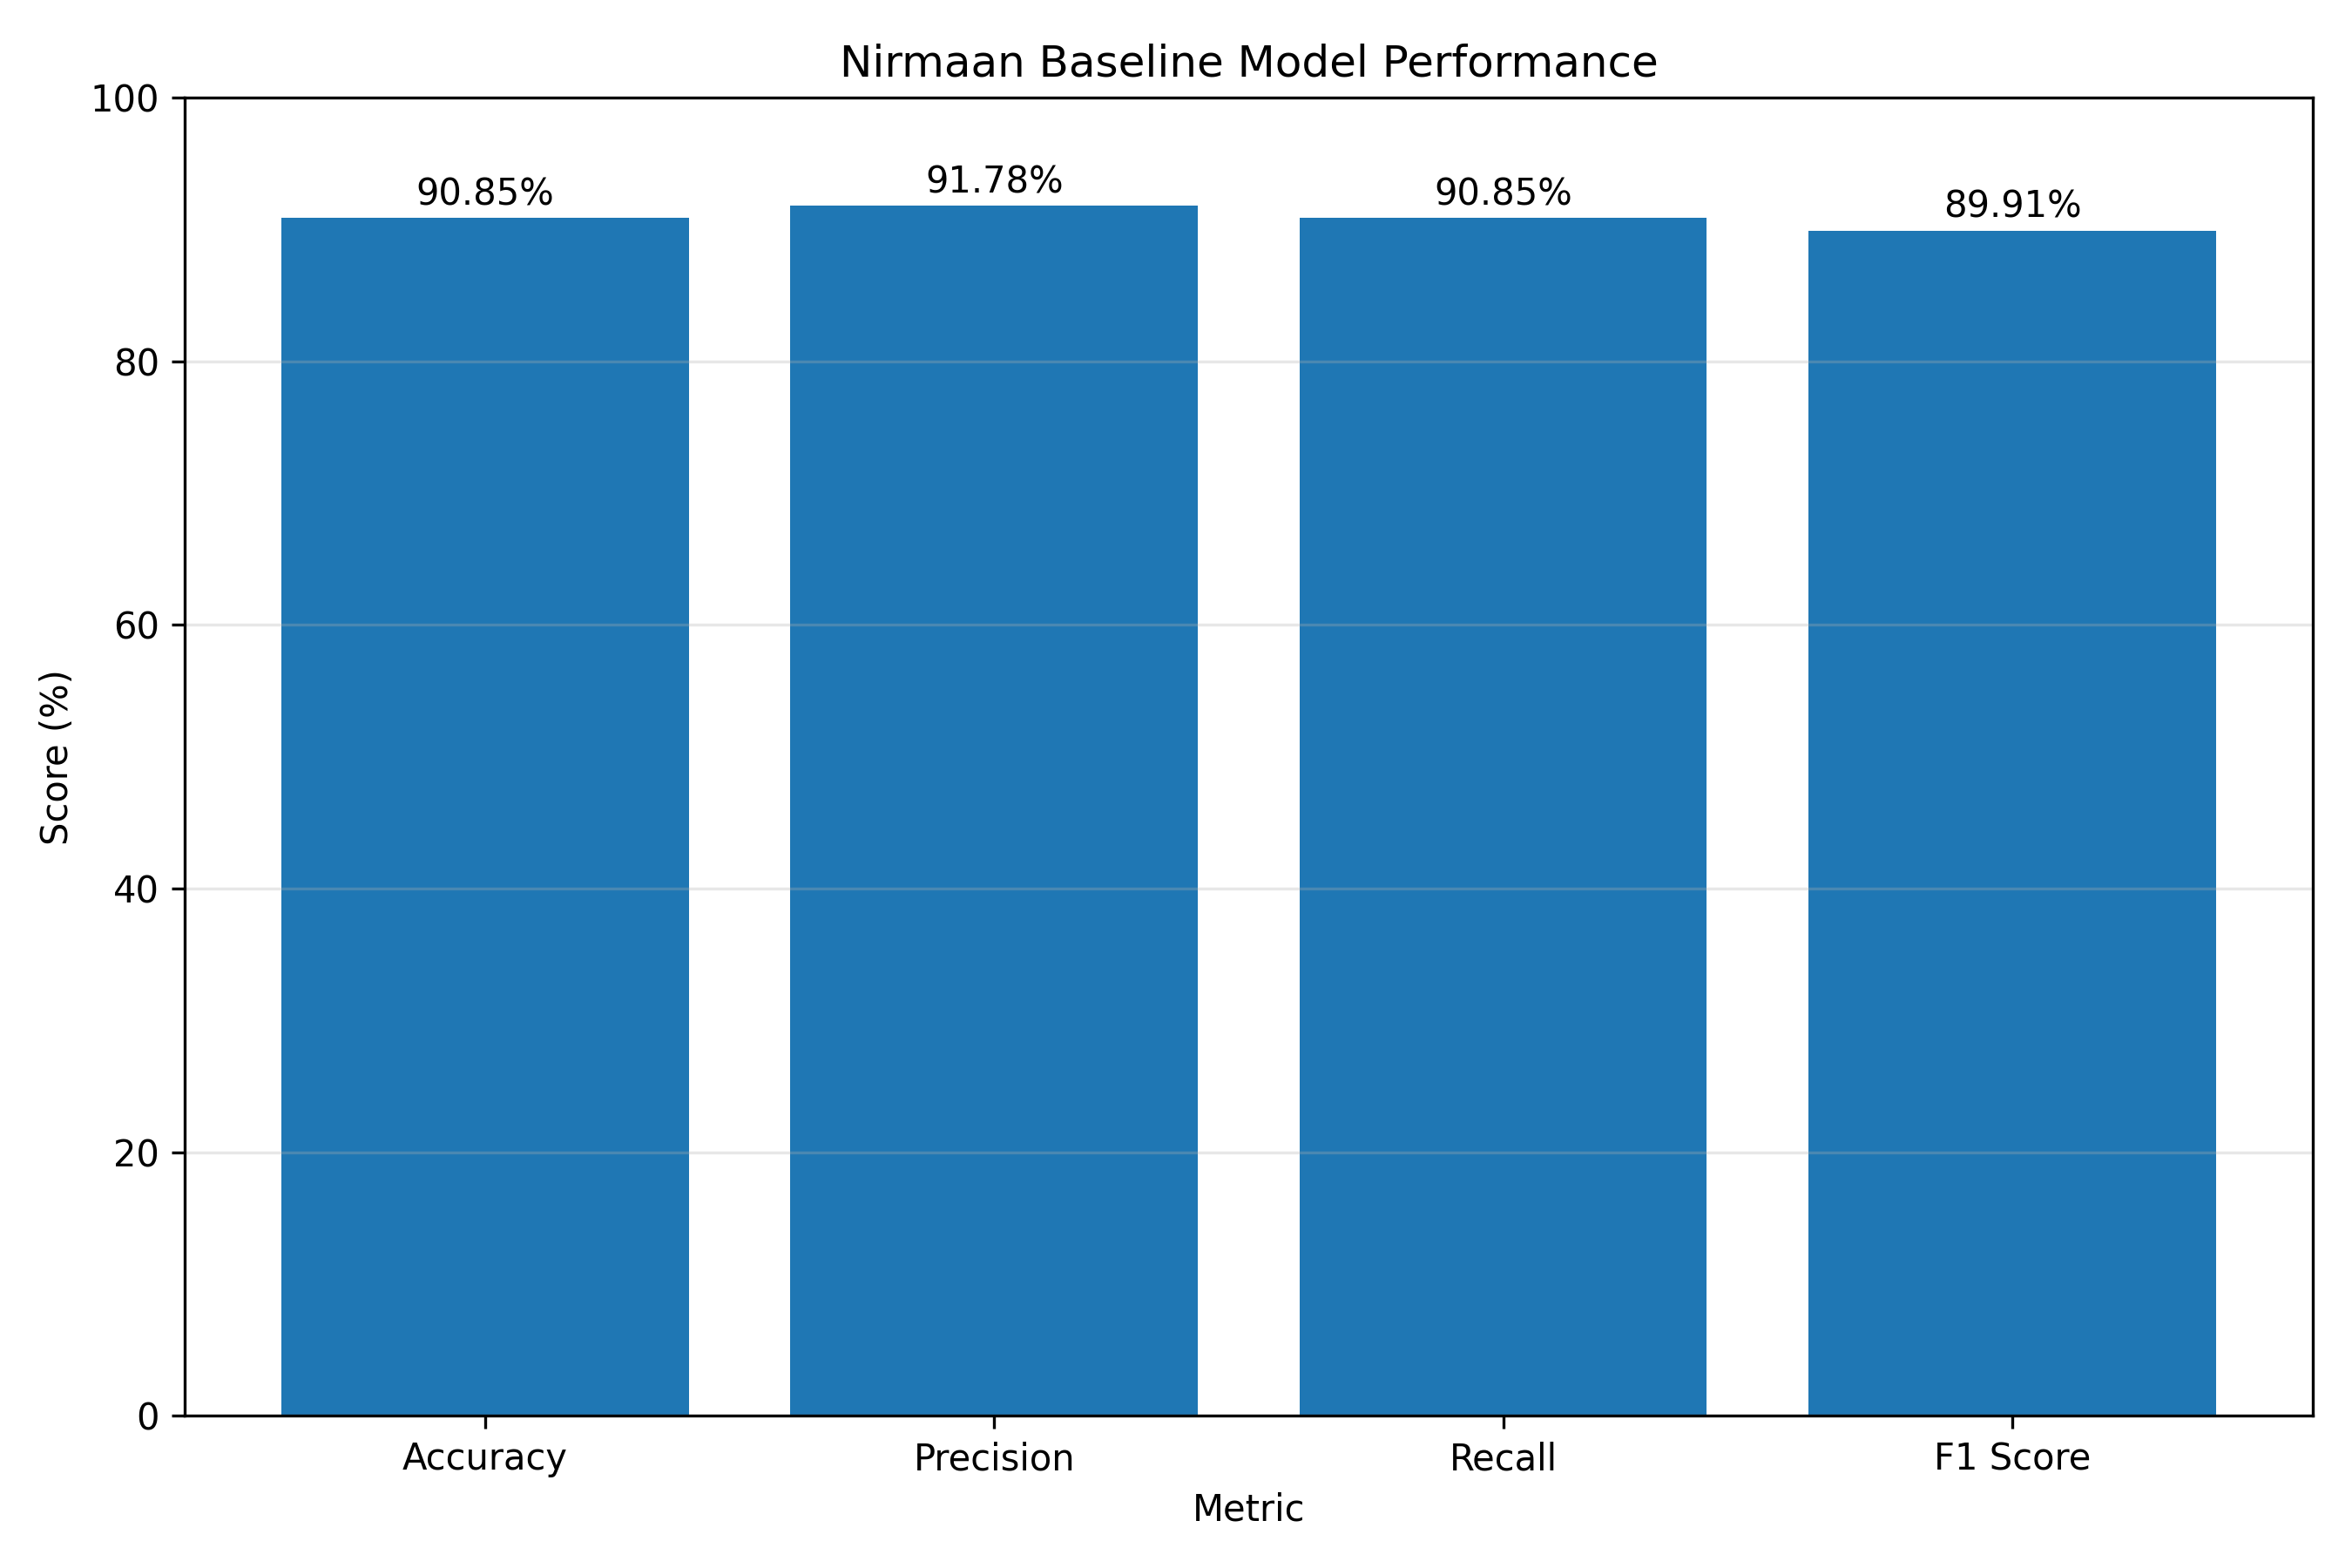 Nirmaan Baseline Model Performance
100
80
60
40
20
0
Score (%)
90.85%
91.78%
90.85%
89.91%
Accuracy
Precision
Recall
F1 Score
Metric